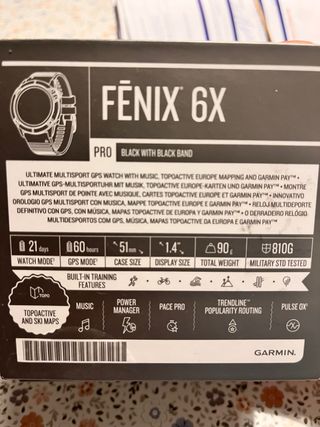 FĒNIX® 6X
PRO BLACK WITH BLACK BAND
ULTIMATE MULTISPORT GPS WATCH WITH MUSIC, TOPOACTIVE EUROPE MAPPING AND GARMIN PAY™ •
ULTIMATIVE GPS-MULTISPORTUHR MIT MUSIK, TOPOACTIVE EUROPE-KARTEN UND GARMIN PAY™ • MONTRE
GPS MULTISPORT DE POINTE AVEC MUSIQUE, CARTES TOPOACTIVE EUROPE ET GARMIN PAY™ • INNOVATIVO
OROLOGIO GPS MULTISPORT CON MUSICA, MAPPE TOPOACTIVE EUROPE E GARMIN PAY™ • RELOJ MULTIDEPORTE
DEFINITIVO CON GPS, CON MÚSICA, MAPAS TOPOACTIVE DE EUROPA Y GARMIN PAY™ • O DERRADEIRO RELÓGIO
MULTIDESPORTOS COM GPS, COM MÚSICA, MAPAS TOPOACTIVE DA EUROPA E GARMIN PAY™
21 days 60 hours 51 mm 1.4" 90g 810G
WATCH MODE¹ GPS MODE¹ CASE SIZE DISPLAY SIZE TOTAL WEIGHT MILITARY STD TESTED
BUILT-IN TRAINING
FEATURES
TOPO
TOPOACTIVE
AND SKI MAPS
MUSIC
POWER
MANAGER
PACE PRO
TRENDLINE™
POPULARITY ROUTING
PULSE OX²
GARMIN.